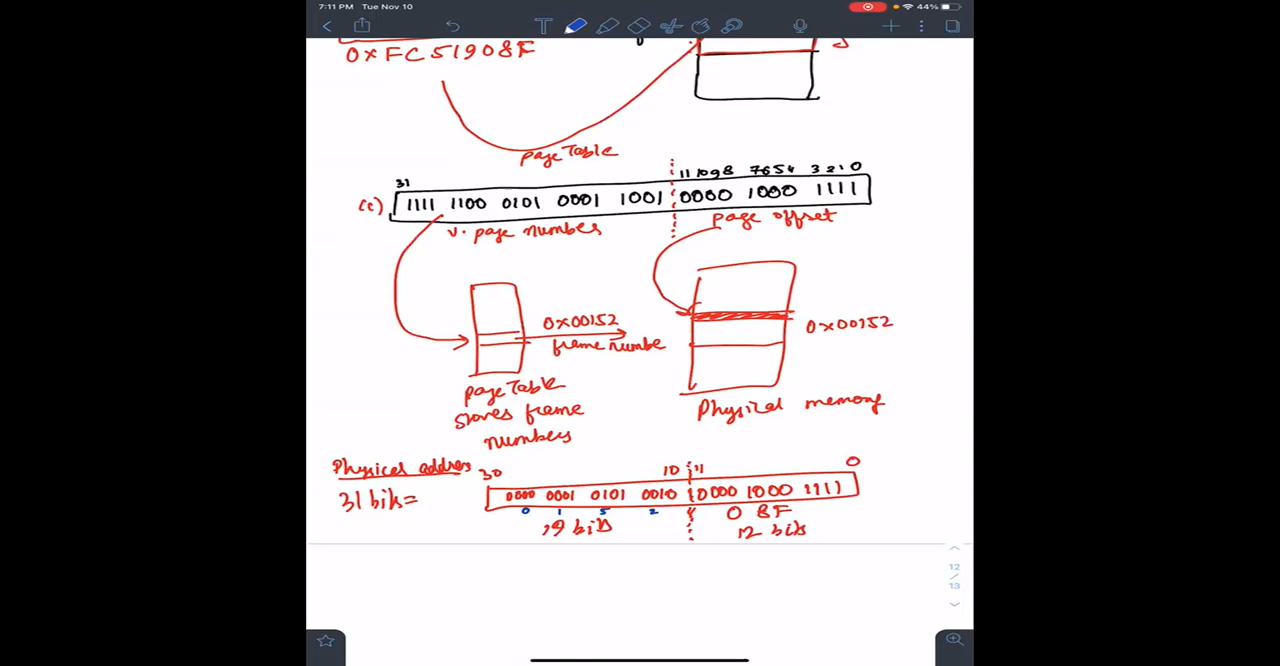 7:11 PM Tue Nov 10
44%
0xFC51908F
page Table
31
11 10 9 8 7 6 5 4 3 2 1 0
(c) 1111 1100 0101 0001 1001 0000 1000 1111
v. page numbers
page offset
0x00152
frame numbe
0x00152
page Table
stores frame
numbers
Physical memory
Physical address
30 10 11 0
31 bits =
0000 0001 0101 0010 0000 1000 1111
0 1 5 2 0 8F
19 bits
12 bits
12
13